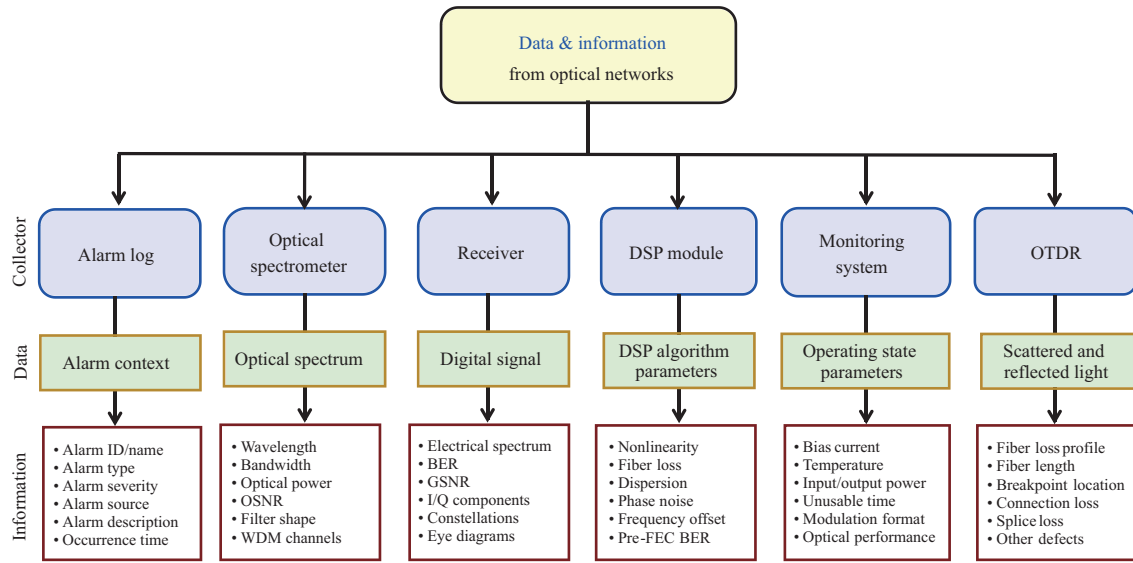 Data & information
from optical networks
Collector
Alarm log
Optical
spectrometer
Receiver
DSP module
Monitoring
system
OTDR
Data
Alarm context
Optical spectrum
Digital signal
DSP algorithm
parameters
Operating state
parameters
Scattered and
reflected light
Information
• Alarm ID/name
• Alarm type
• Alarm severity
• Alarm source
• Alarm description
• Occurrence time
• Wavelength
• Bandwidth
• Optical power
• OSNR
• Filter shape
• WDM channels
• Electrical spectrum
• BER
• GSNR
• I/Q components
• Constellations
• Eye diagrams
• Nonlinearity
• Fiber loss
• Dispersion
• Phase noise
• Frequency offset
• Pre-FEC BER
• Bias current
• Temperature
• Input/output power
• Unusable time
• Modulation format
• Optical performance
• Fiber loss profile
• Fiber length
• Breakpoint location
• Connection loss
• Splice loss
• Other defects